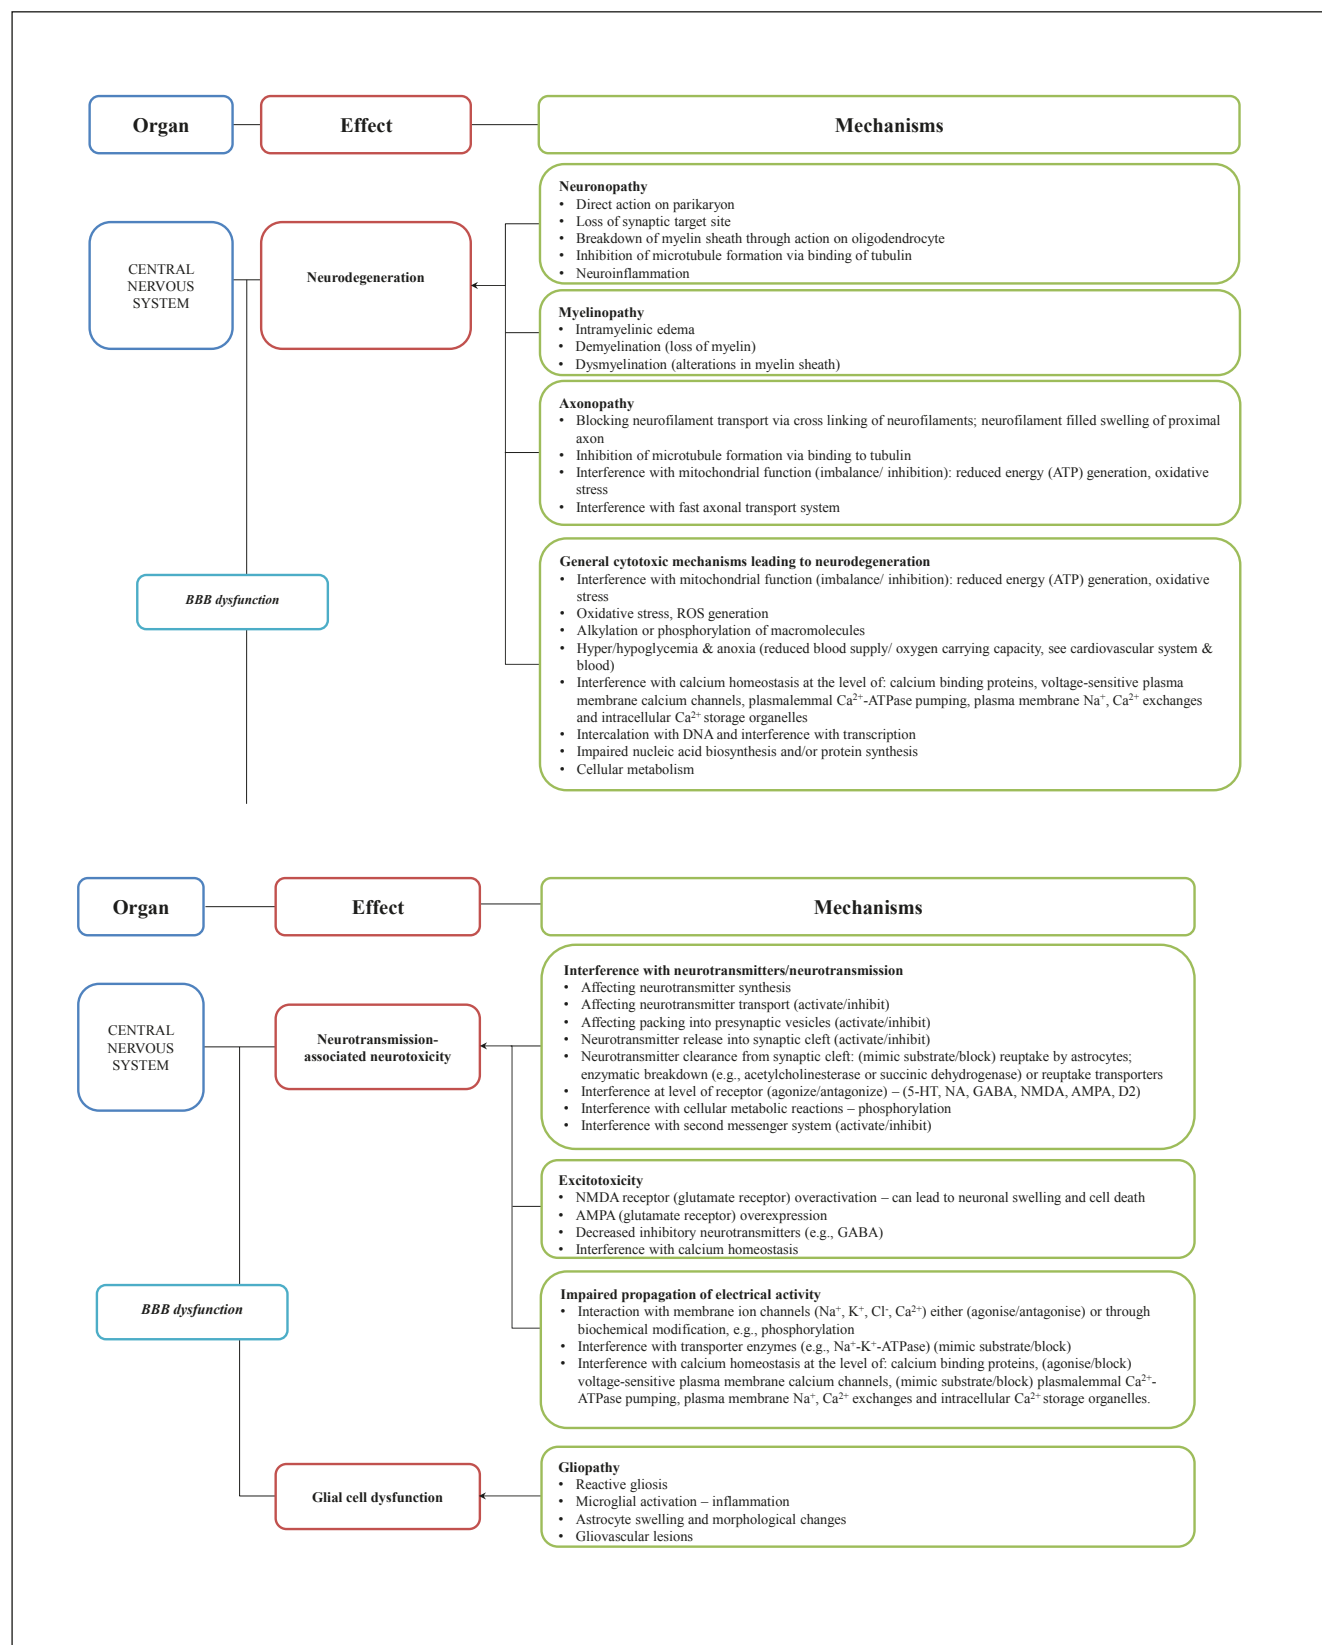 Organ
Effect
Mechanisms
CENTRAL
NERVOUS
SYSTEM
Neurodegeneration
BBB dysfunction
Neuronopathy
• Direct action on parikaryon
• Loss of synaptic target site
• Breakdown of myelin sheath through action on oligodendrocyte
• Inhibition of microtubule formation via binding of tubulin
• Neuroinflammation
Myelinopathy
• Intramyelinic edema
• Demyelination (loss of myelin)
• Dysmyelination (alterations in myelin sheath)
Axonopathy
• Blocking neurofilament transport via cross linking of neurofilaments; neurofilament filled swelling of proximal
axon
• Inhibition of microtubule formation via binding to tubulin
• Interference with mitochondrial function (imbalance/ inhibition): reduced energy (ATP) generation, oxidative
stress
• Interference with fast axonal transport system
General cytotoxic mechanisms leading to neurodegeneration
• Interference with mitochondrial function (imbalance/ inhibition): reduced energy (ATP) generation, oxidative
stress
• Oxidative stress, ROS generation
• Alkylation or phosphorylation of macromolecules
• Hyper/hypoglycemia & anoxia (reduced blood supply/ oxygen carrying capacity, see cardiovascular system &
blood)
• Interference with calcium homeostasis at the level of: calcium binding proteins, voltage-sensitive plasma
membrane calcium channels, plasmalemmal Ca²⁺-ATPase pumping, plasma membrane Na⁺, Ca²⁺ exchanges
and intracellular Ca²⁺ storage organelles
• Intercalation with DNA and interference with transcription
• Impaired nucleic acid biosynthesis and/or protein synthesis
• Cellular metabolism
Organ
Effect
Mechanisms
CENTRAL
NERVOUS
SYSTEM
Neurotransmission-
associated neurotoxicity
Interference with neurotransmitters/neurotransmission
• Affecting neurotransmitter synthesis
• Affecting neurotransmitter transport (activate/inhibit)
• Affecting packing into presynaptic vesicles (activate/inhibit)
• Neurotransmitter release into synaptic cleft (activate/inhibit)
• Neurotransmitter clearance from synaptic cleft: (mimic substrate/block) reuptake by astrocytes;
enzymatic breakdown (e.g., acetylcholinesterase or succinic dehydrogenase) or reuptake transporters
• Interference at level of receptor (agonize/antagonize) – (5-HT, NA, GABA, NMDA, AMPA, D2)
• Interference with cellular metabolic reactions – phosphorylation
• Interference with second messenger system (activate/inhibit)
Excitotoxicity
• NMDA receptor (glutamate receptor) overactivation – can lead to neuronal swelling and cell death
• AMPA (glutamate receptor) overexpression
• Decreased inhibitory neurotransmitters (e.g., GABA)
• Interference with calcium homeostasis
BBB dysfunction
Impaired propagation of electrical activity
• Interaction with membrane ion channels (Na⁺, K⁺, Cl⁻, Ca²⁺) either (agonise/antagonise) or through
biochemical modification, e.g., phosphorylation
• Interference with transporter enzymes (e.g., Na⁺-K⁺-ATPase) (mimic substrate/block)
• Interference with calcium homeostasis at the level of: calcium binding proteins, (agonise/block)
voltage-sensitive plasma membrane calcium channels, (mimic substrate/block) plasmalemmal Ca²⁺-
ATPase pumping, plasma membrane Na⁺, Ca²⁺ exchanges and intracellular Ca²⁺ storage organelles.
Glial cell dysfunction
Gliopathy
• Reactive gliosis
• Microglial activation – inflammation
• Astrocyte swelling and morphological changes
• Gliovascular lesions